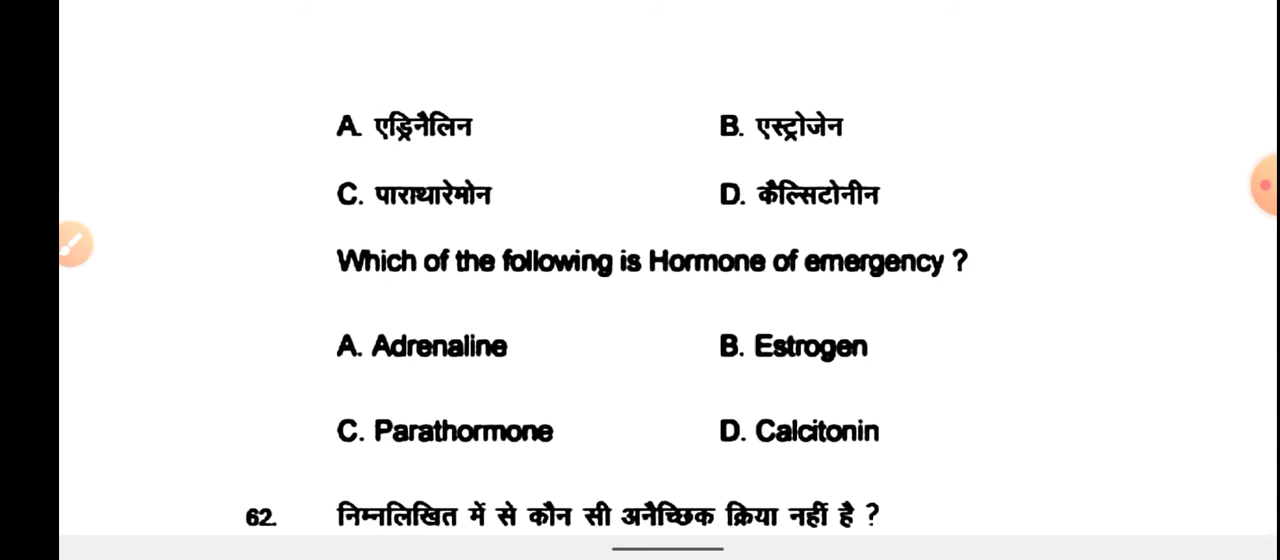 A. एड्रिनैलिन B. एस्ट्रोजेन
C. पाराथारेमोन D. कैल्सिटोनीन
Which of the following is Hormone of emergency ?
A. Adrenaline B. Estrogen
C. Parathormone D. Calcitonin
62. निम्नलिखित में से कौन सी अनैच्छिक क्रिया नहीं है ?